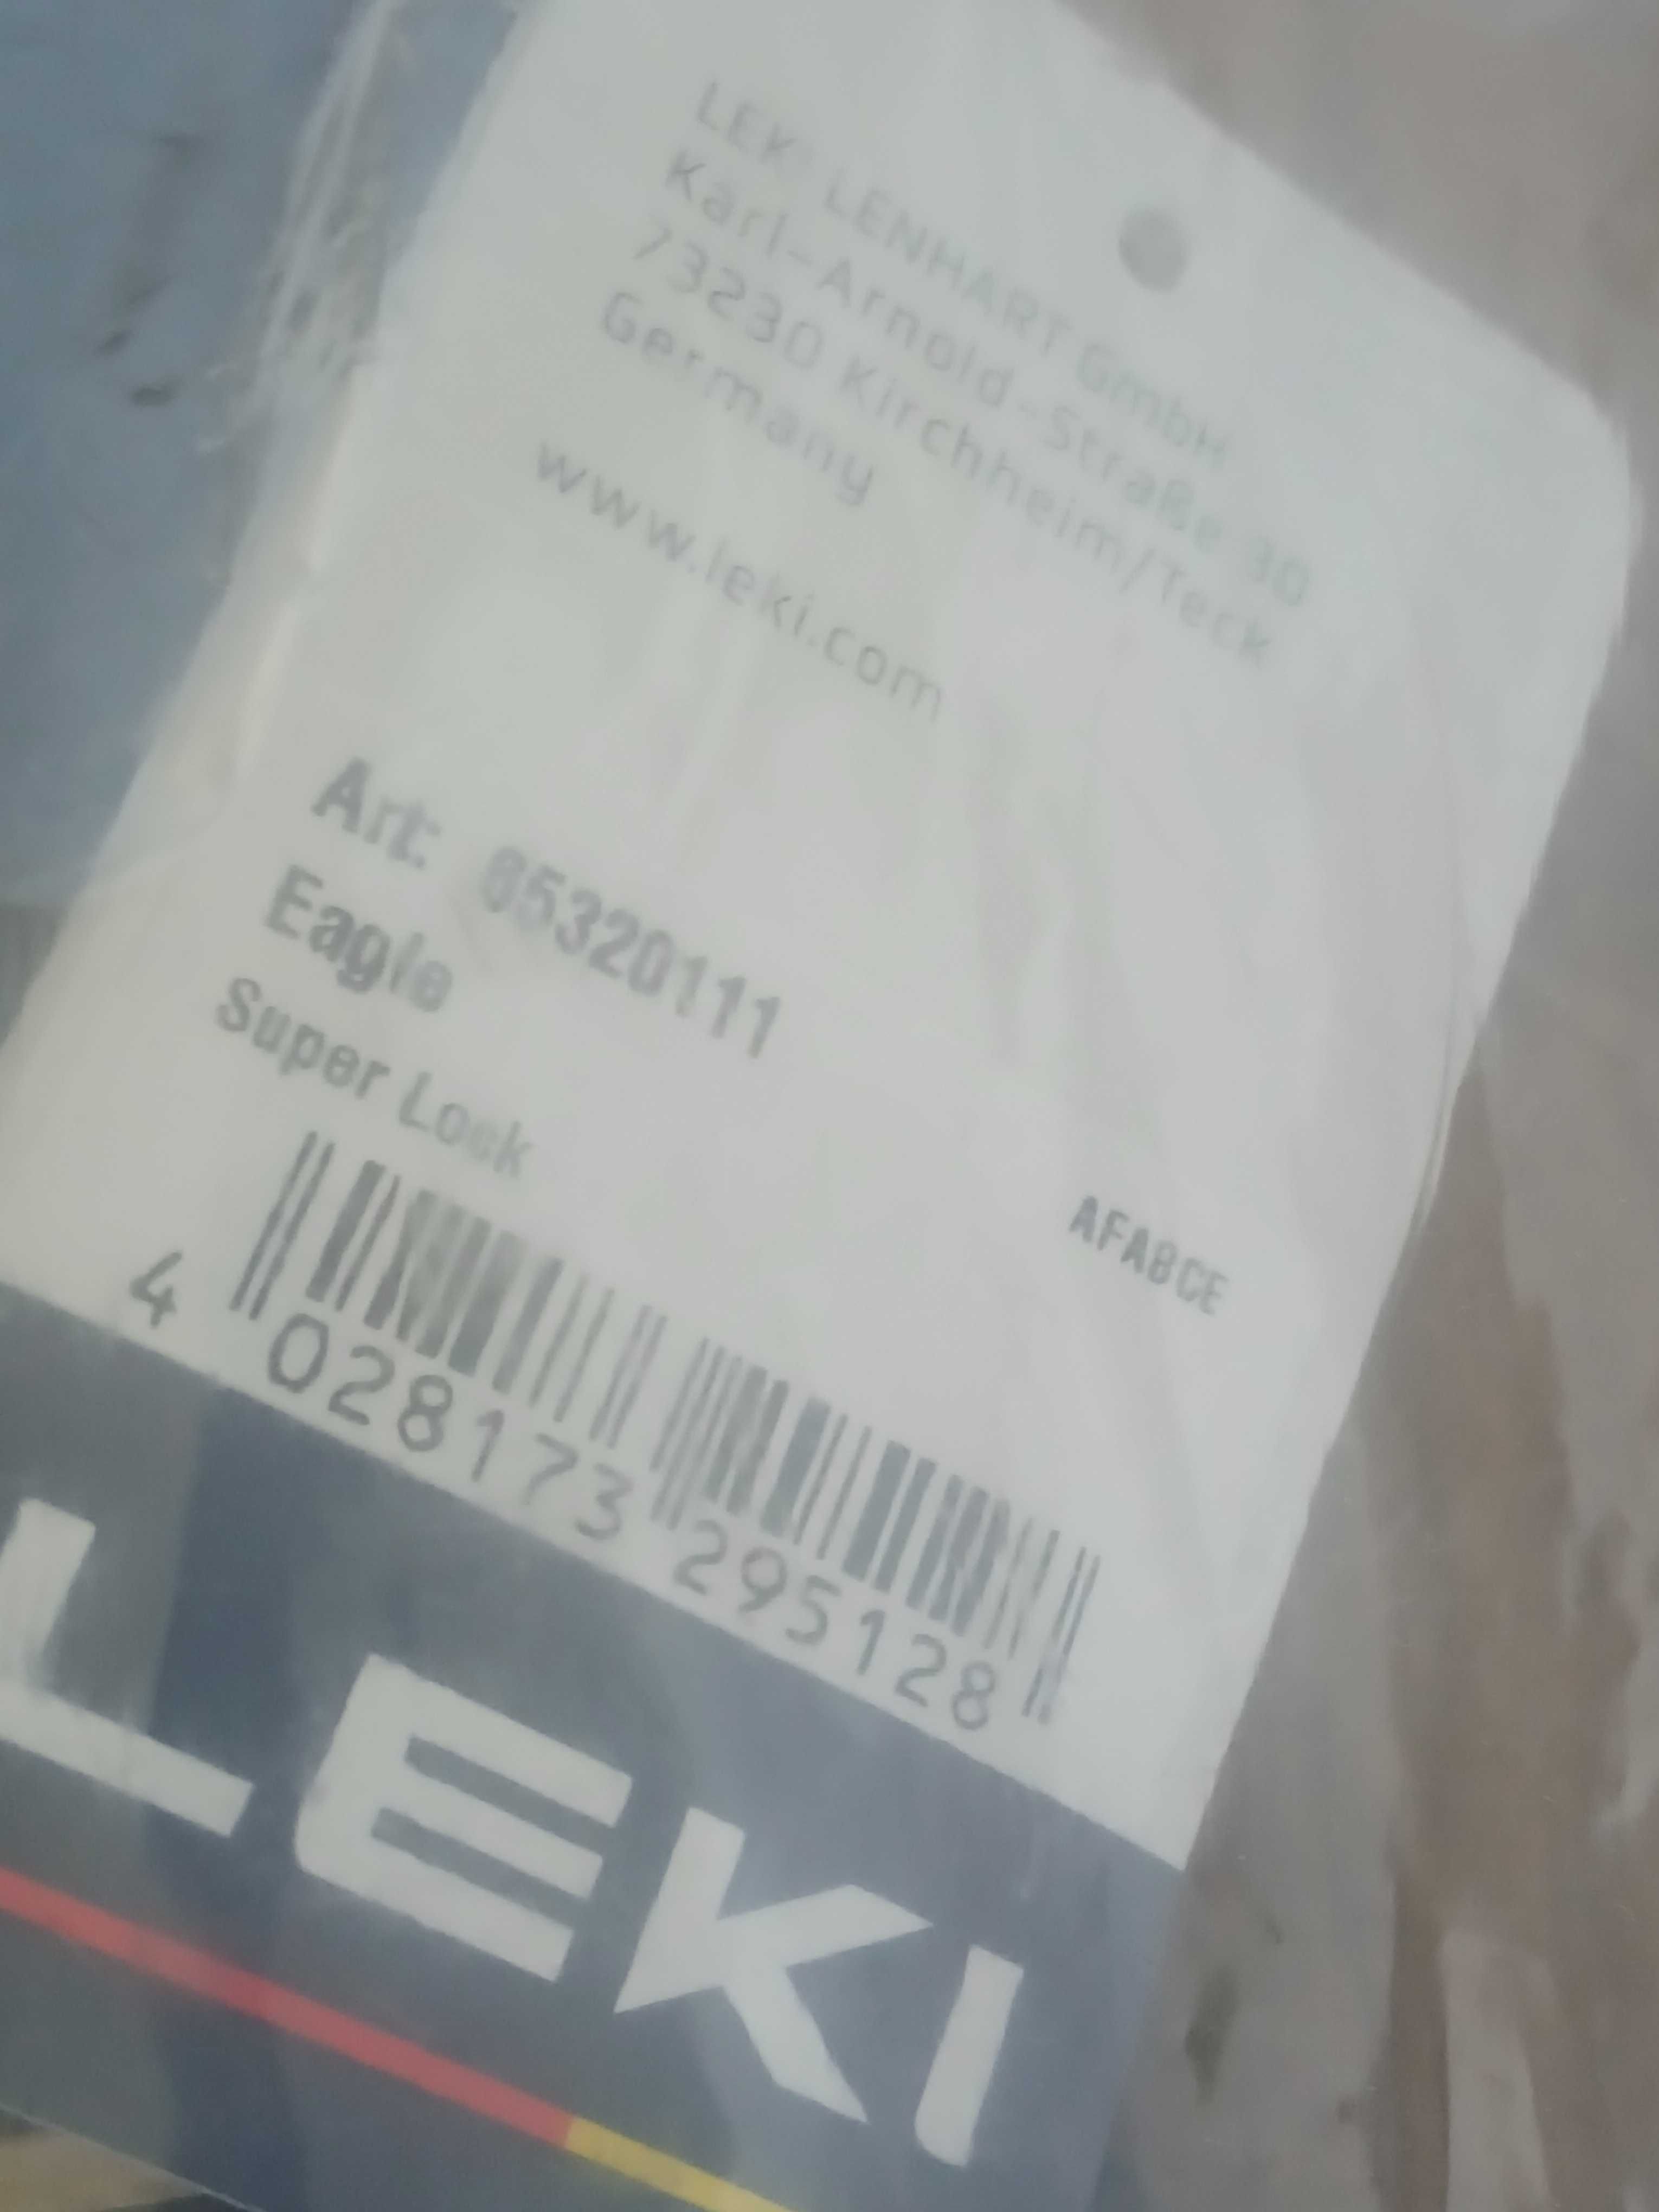 LEKI LENHART GmbH
Karl-Arnold-Straße 30
73230 Kirchheim/Teck
Germany
www.leki.com
Art: 65320111
Eagle
Super Lock
AFABCE
4 028173 295128
LEKI